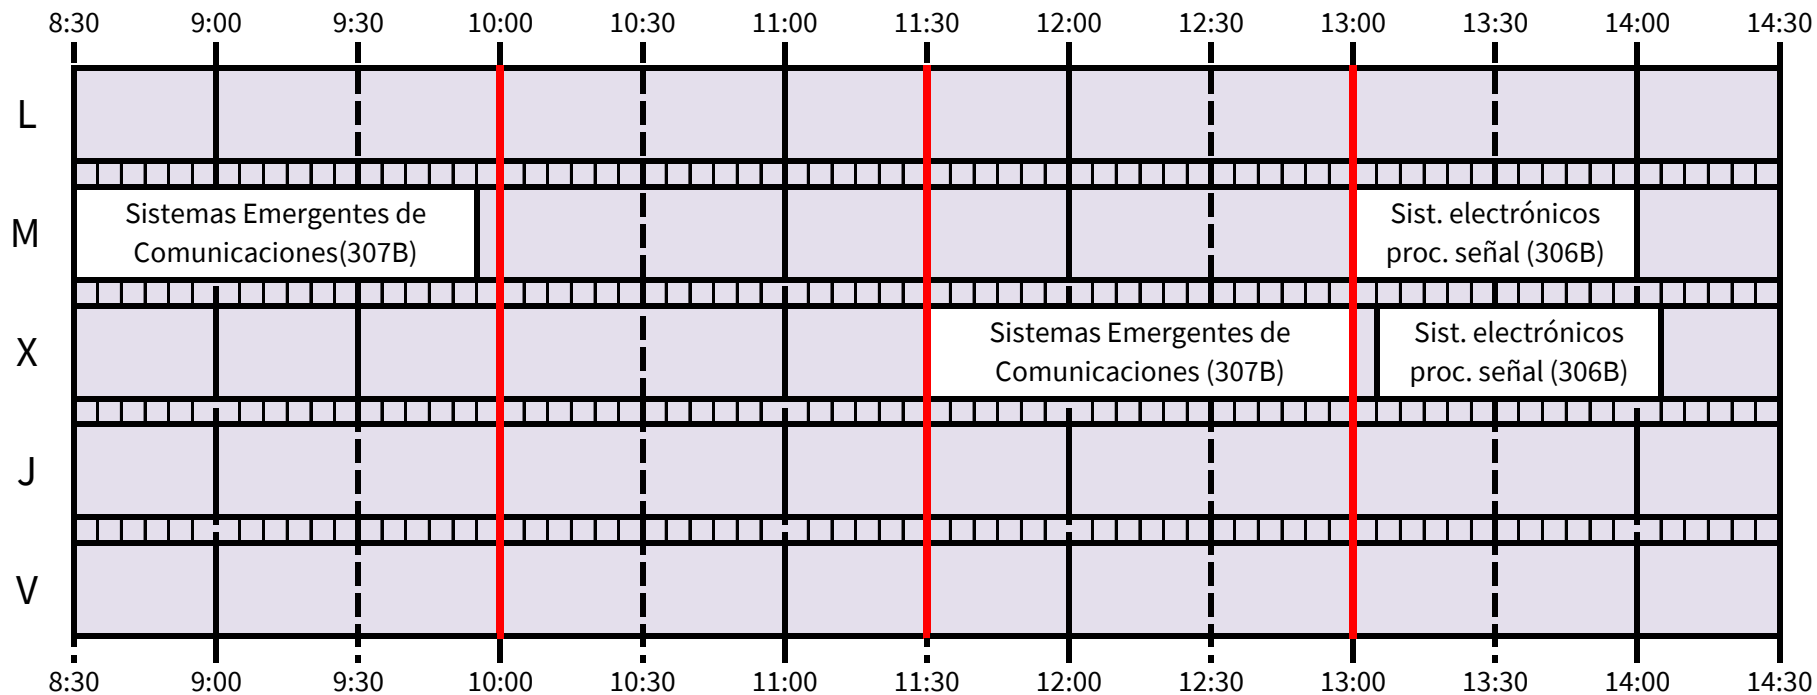 8:30 9:00 9:30 10:00 10:30 11:00 11:30 12:00 12:30 13:00 13:30 14:00 14:30
L
M
Sistemas Emergentes de
Comunicaciones(307B)
Sist. electrónicos
proc. señal (306B)
X
Sistemas Emergentes de
Comunicaciones (307B)
Sist. electrónicos
proc. señal (306B)
J
V
8:30 9:00 9:30 10:00 10:30 11:00 11:30 12:00 12:30 13:00 13:30 14:00 14:30